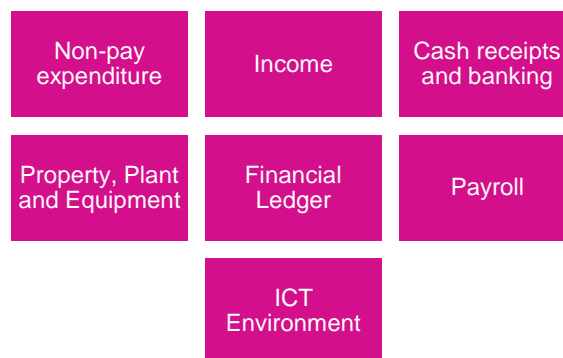 Non-pay
expenditure
Income
Cash receipts
and banking
Property, Plant
and Equipment
Financial
Ledger
Payroll
ICT
Environment